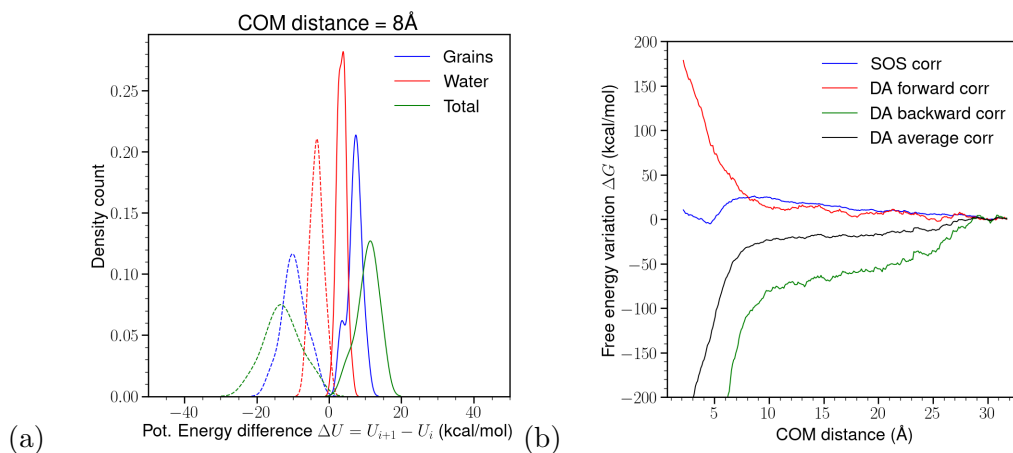 COM distance = 8Å
Grains
Water
Total
Density count
0.25
0.20
0.15
0.10
0.05
0.00
−40 −20 0 20 40
Pot. Energy difference ΔU = U_{i+1} − U_i (kcal/mol)
(a)
SOS corr
DA forward corr
DA backward corr
DA average corr
Free energy variation ΔG (kcal/mol)
200
150
100
50
0
−50
−100
−150
−200
5 10 15 20 25 30
COM distance (Å)
(b)